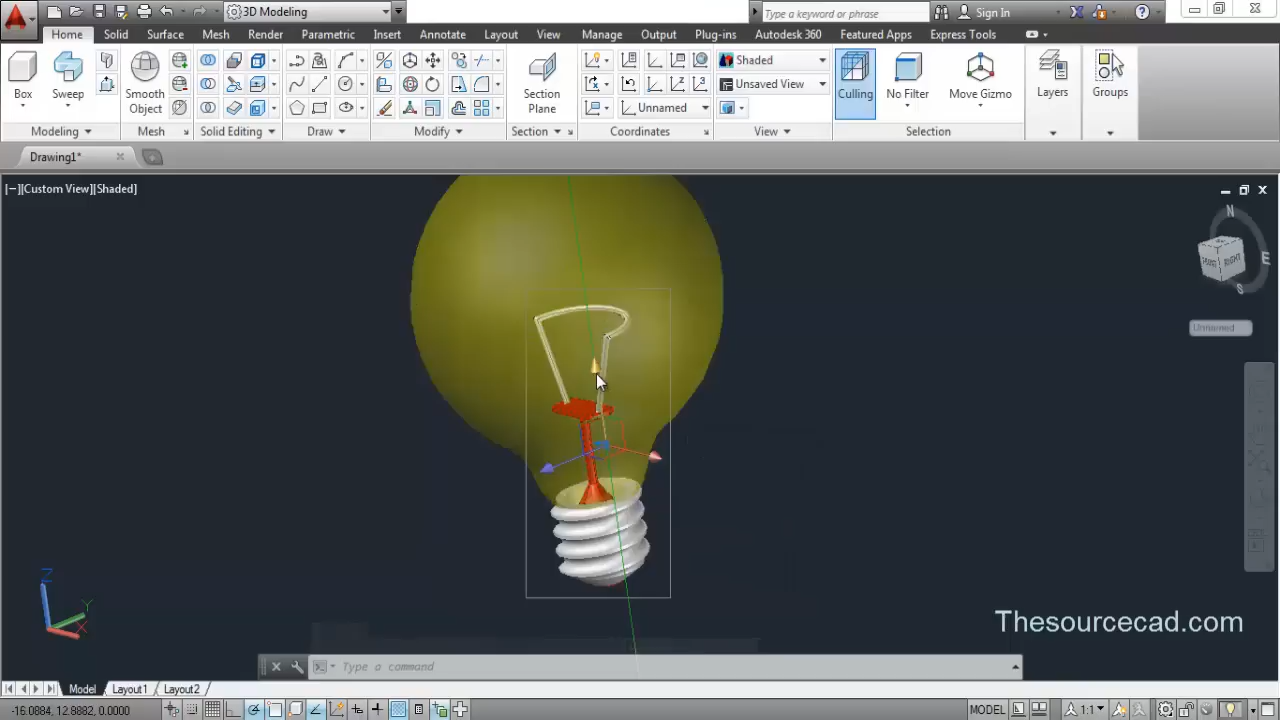 3D Modeling
Type a keyword or phrase
Sign In
Home Solid Surface Mesh Render Parametric Insert Annotate Layout View Manage Output Plug-ins Autodesk 360 Featured Apps Express Tools
Box
Sweep
Smooth
Object
Section
Plane
Shaded
Unsaved View
Unnamed
Culling
No Filter
Move Gizmo
Layers
Groups
Modeling
Mesh
Solid Editing
Draw
Modify
Section
Coordinates
View
Selection
Drawing1*
[−][Custom View][Shaded]
N
E
S
FRONT
RIGHT
Unnamed
Z
Y
X
Thesourcecad.com
Type a command
Model Layout1 Layout2
-16.0884, 12.9882, 0.0000
MODEL
1:1